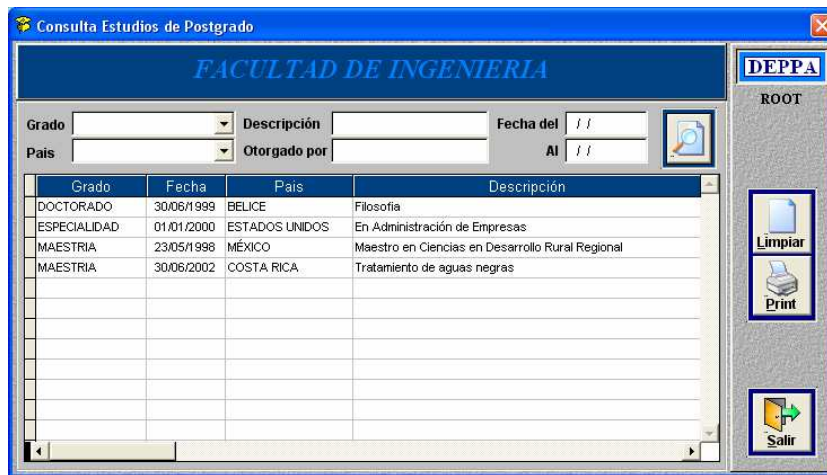 Consulta Estudios de Postgrado
FACULTAD DE INGENIERIA
DEPPA
ROOT
Grado Descripción Fecha del / /
Pais Otorgado por Al / /
Grado Fecha Pais Descripción
DOCTORADO 30/06/1999 BELICE Filosofia
ESPECIALIDAD 01/01/2000 ESTADOS UNIDOS En Administración de Empresas
MAESTRIA 23/05/1998 MÉXICO Maestro en Ciencias en Desarrollo Rural Regional
MAESTRIA 30/06/2002 COSTA RICA Tratamiento de aguas negras
Limpiar
Print
Salir